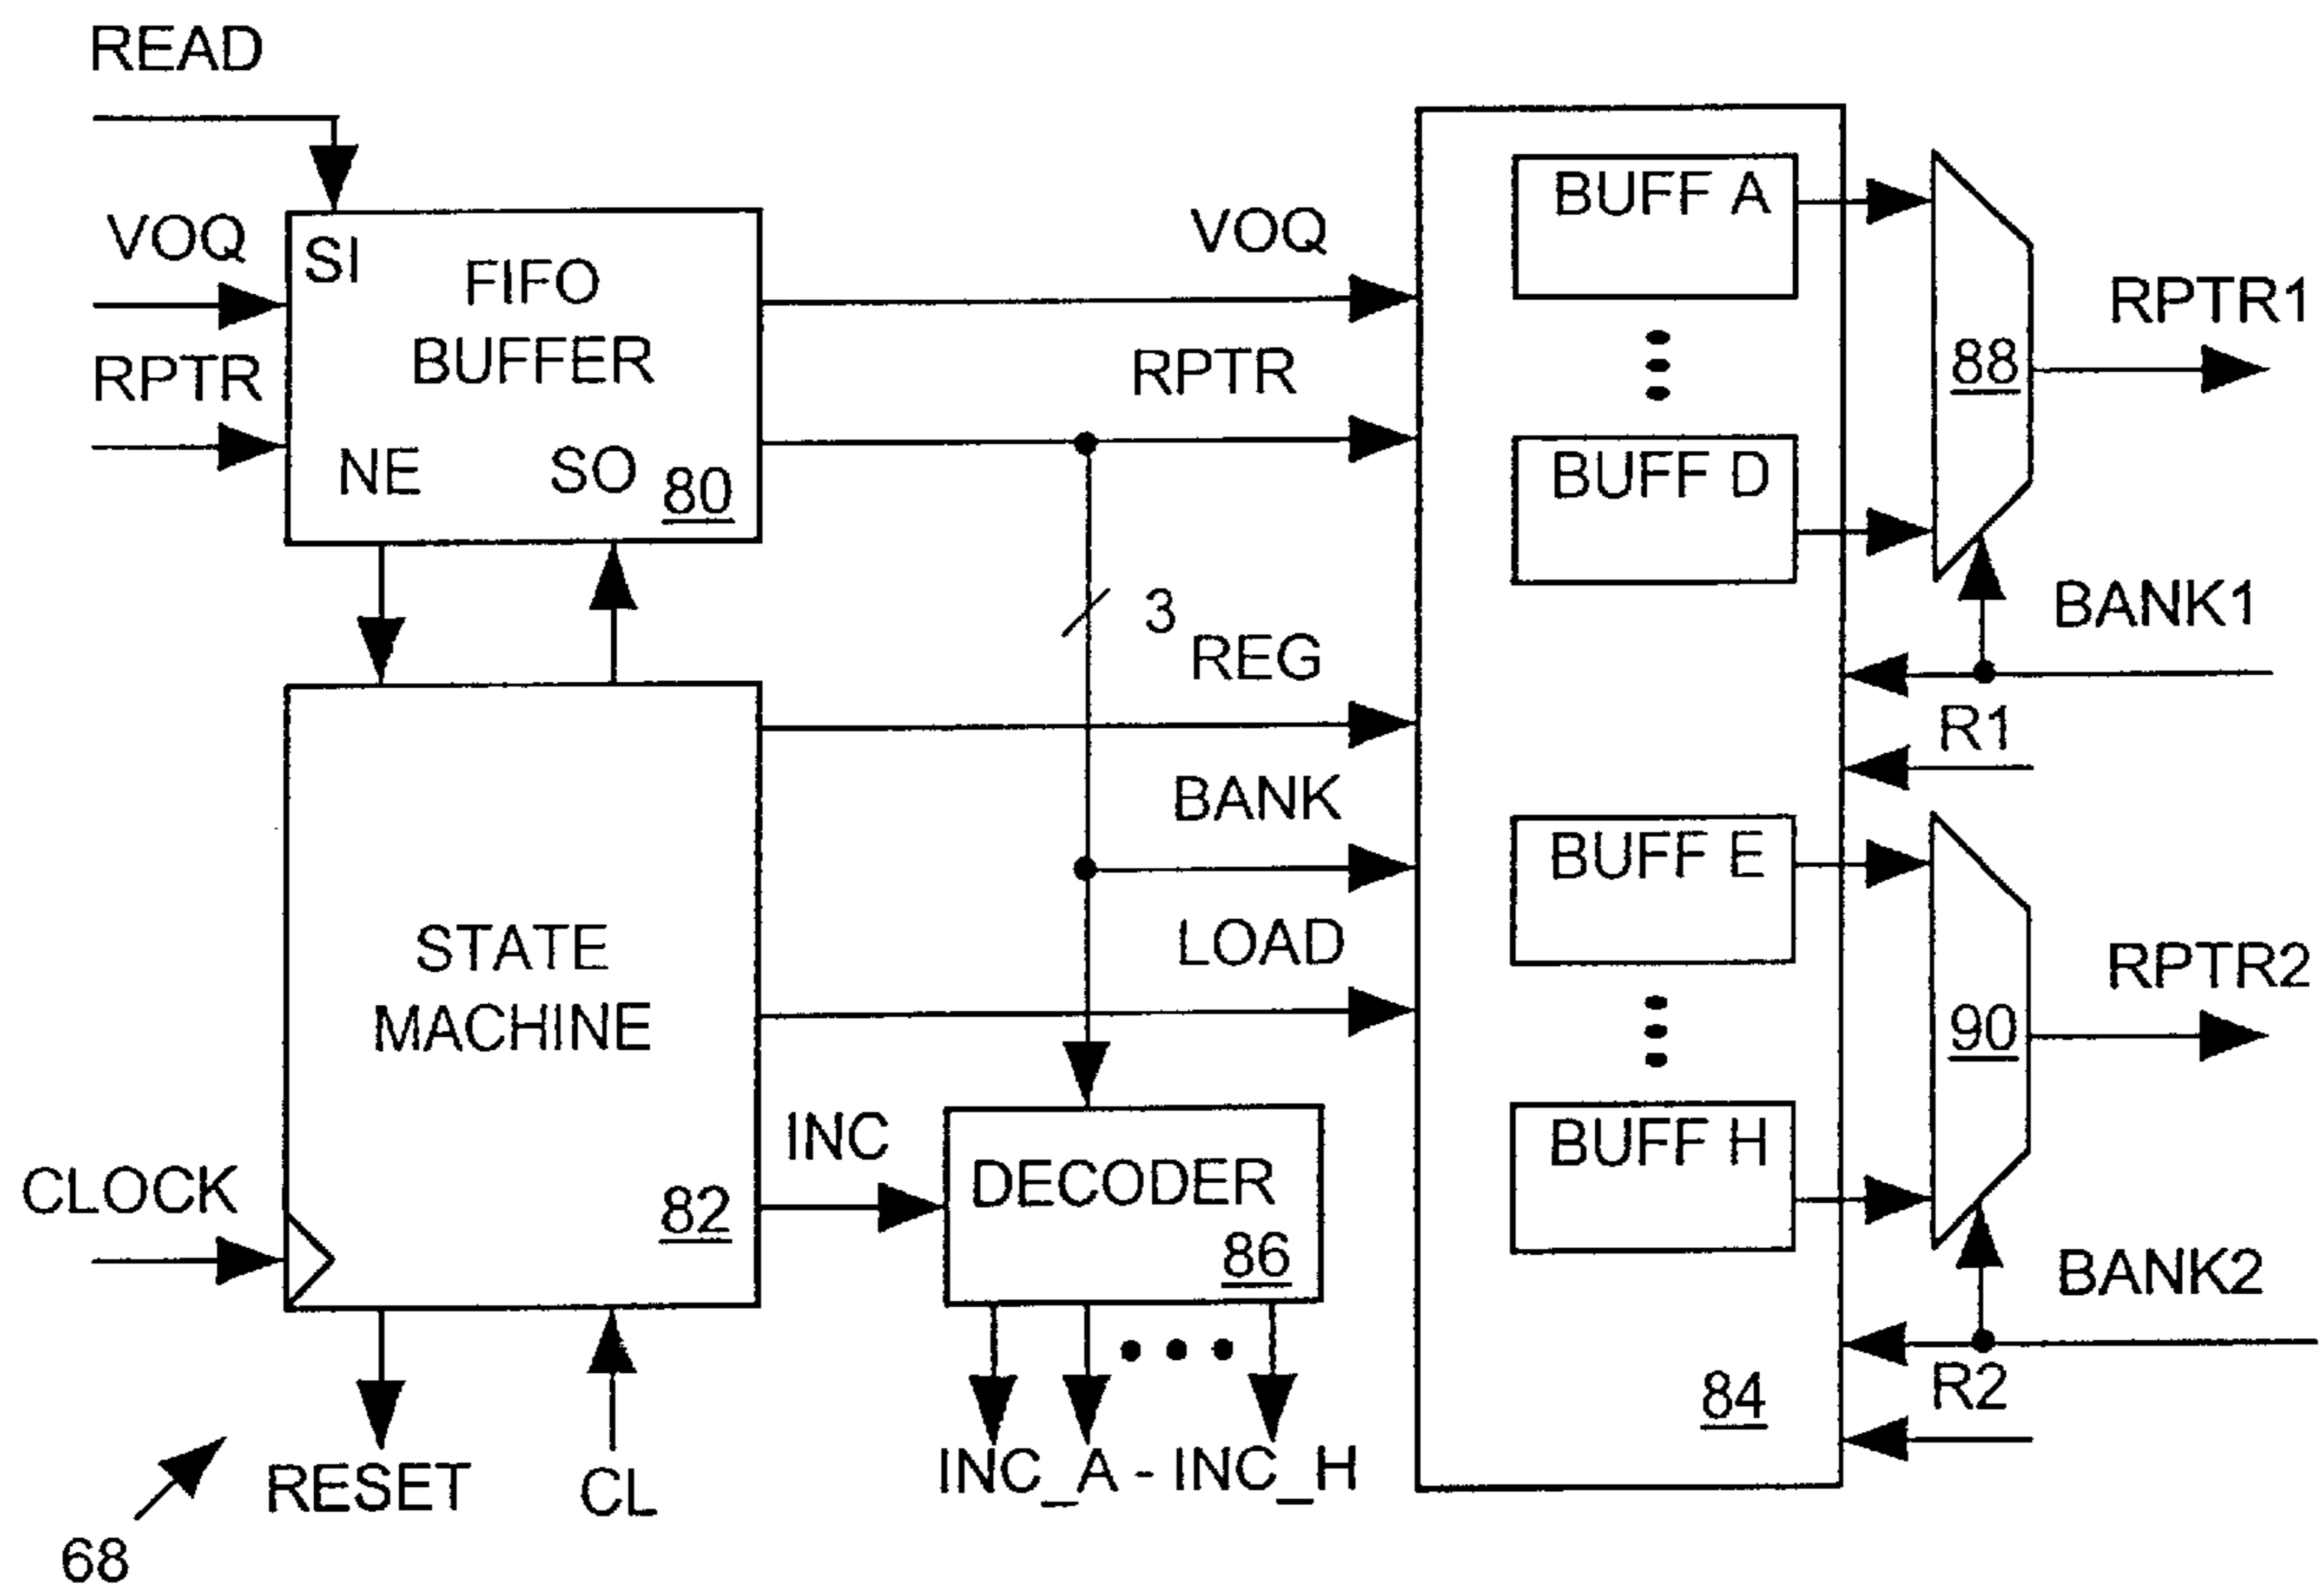 READ
VOQ
RPTR
SI
FIFO
BUFFER
NE
SO
80
VOQ
RPTR
3
REG
BANK
LOAD
STATE
MACHINE
82
CLOCK
INC
DECODER
86
RESET
CL
INC_A - INC_H
68
BUFF A
BUFF D
BUFF E
BUFF H
84
88
RPTR1
BANK1
R1
90
RPTR2
BANK2
R2